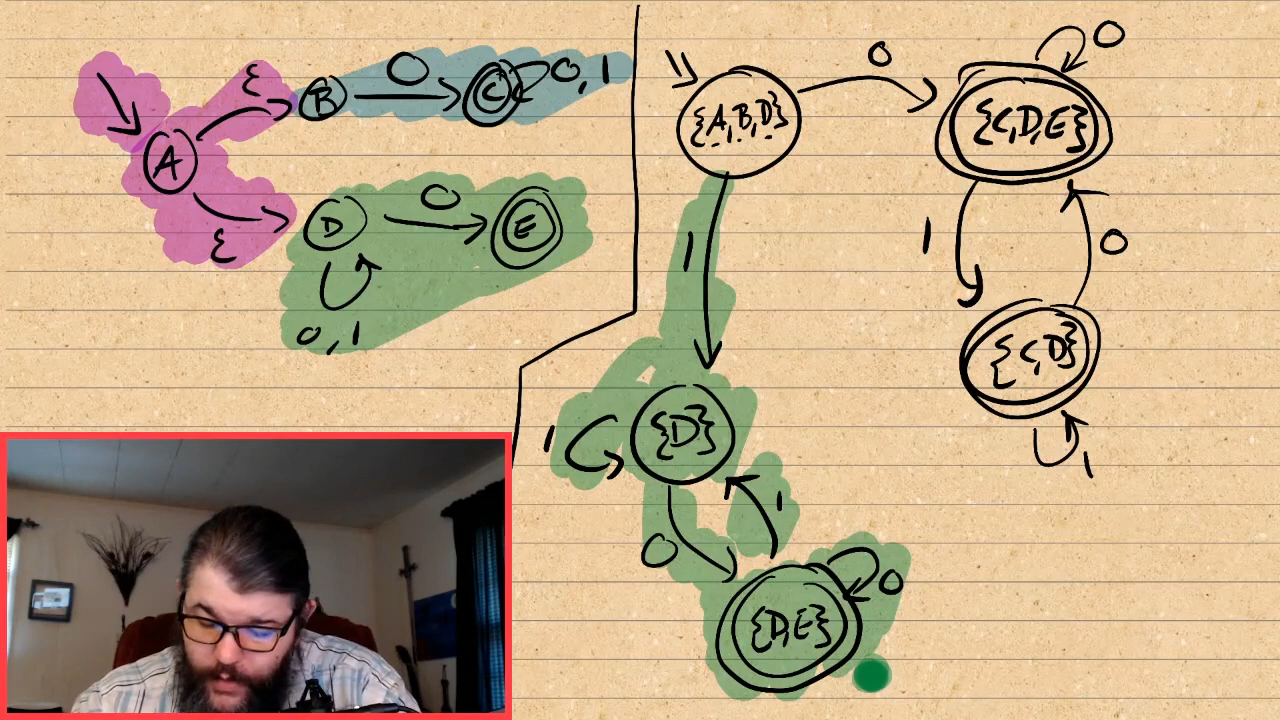 ε B 0 C 0,1
A
ε D 0 E
0,1
{A,B,D} 0 {C,D,E} 0
1 1 0
{C,D}
1
1 {D}
0 1
{D,E} 0